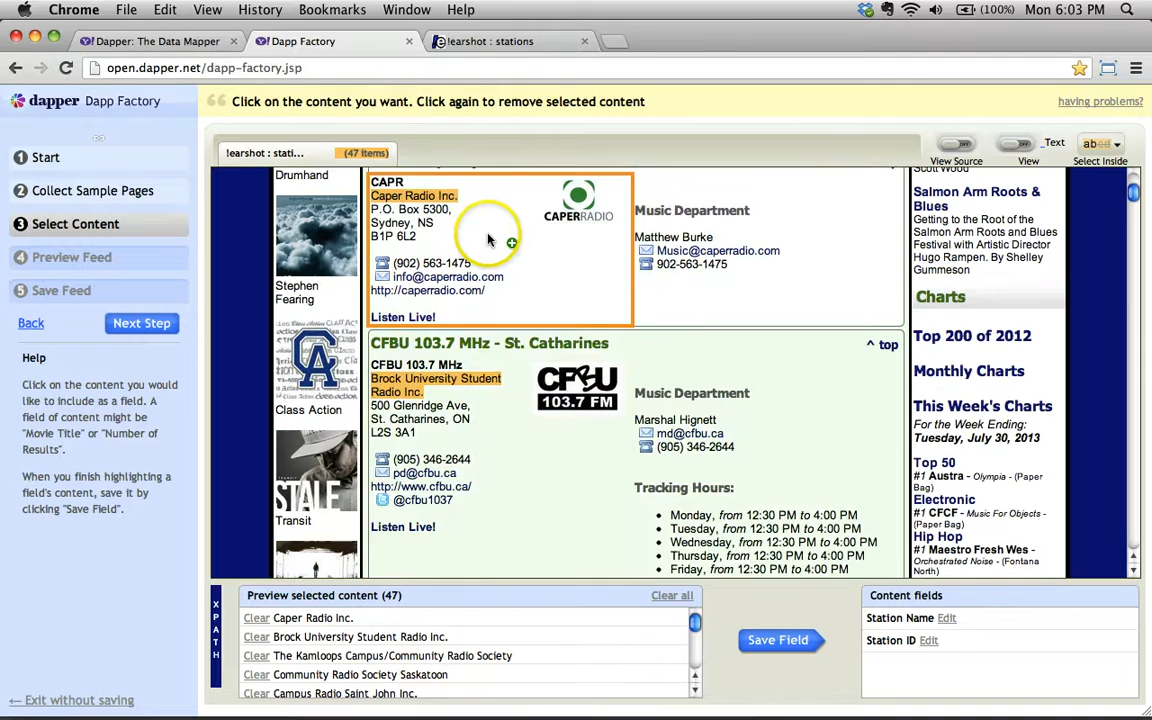 Chrome File Edit View History Bookmarks Window Help (100%) Mon 6:03 PM
Y! Dapper: The Data Mapper
Y! Dapp Factory
!earshot : stations
open.dapper.net/dapp-factory.jsp
dapper Dapp Factory
Click on the content you want. Click again to remove selected content
having problems?
1 Start
2 Collect Sample Pages
3 Select Content
4 Preview Feed
5 Save Feed
Back
Next Step
Help
Click on the content you would
like to include as a field. A
field of content might be
"Movie Title" or "Number of
Results".
When you finish highlighting a
field's content, save it by
clicking "Save Field".
← Exit without saving
!earshot : stati... (47 items)
OFF
View Source
OFF
_Text
View
abcd
Select Inside
Drumhand
Stephen
Fearing
CLASS ACTION
CA
Class Action
STALE
Transit
CAPR
Caper Radio Inc.
P.O. Box 5300,
Sydney, NS
B1P 6L2
(902) 563-1475
info@caperradio.com
http://caperradio.com/
Listen Live!
CAPERRADIO
Music Department
Matthew Burke
Music@caperradio.com
902-563-1475
CFBU 103.7 MHz - St. Catharines
^ top
CFBU 103.7 MHz
Brock University Student
Radio Inc.
500 Glenridge Ave,
St. Catharines, ON
L2S 3A1
(905) 346-2644
pd@cfbu.ca
http://www.cfbu.ca/
@cfbu1037
Listen Live!
CFBU
103.7 FM
Music Department
Marshal Hignett
md@cfbu.ca
(905) 346-2644
Tracking Hours:
Monday, from 12:30 PM to 4:00 PM
Tuesday, from 12:30 PM to 4:00 PM
Wednesday, from 12:30 PM to 4:00 PM
Thursday, from 12:30 PM to 4:00 PM
Friday, from 12:30 PM to 4:00 PM
Scott Wood
Salmon Arm Roots &
Blues
Getting to the Root of the
Salmon Arm Roots and Blues
Festival with Artistic Director
Hugo Rampen. By Shelley
Gummeson
Charts
Top 200 of 2012
Monthly Charts
This Week's Charts
For the Week Ending:
Tuesday, July 30, 2013
Top 50
#1 Austra - Olympia - (Paper
Bag)
Electronic
#1 CFCF - Music For Objects -
(Paper Bag)
Hip Hop
#1 Maestro Fresh Wes -
Orchestrated Noise - (Fontana
North)
XPATH
Preview selected content (47)
Clear all
Clear Caper Radio Inc.
Clear Brock University Student Radio Inc.
Clear The Kamloops Campus/Community Radio Society
Clear Community Radio Society Saskatoon
Clear Campus Radio Saint John Inc.
Save Field
Content fields
Station Name Edit
Station ID Edit